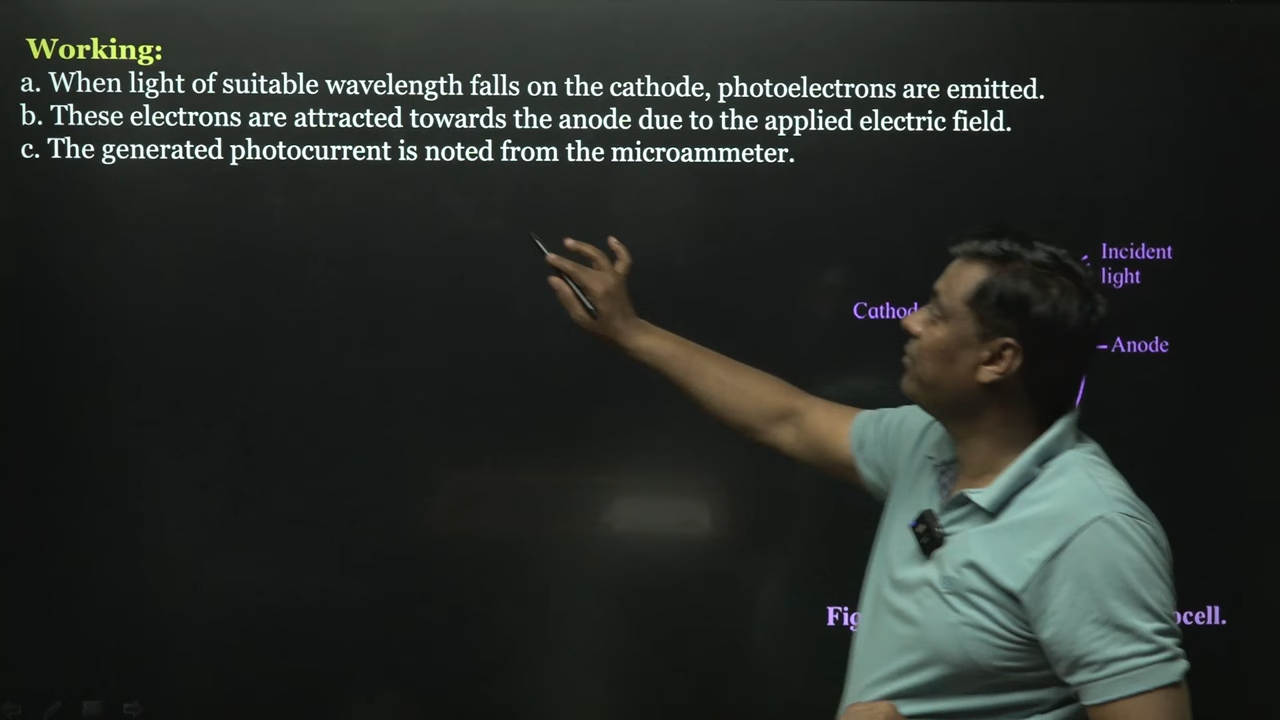 Working:
a. When light of suitable wavelength falls on the cathode, photoelectrons are emitted.
b. These electrons are attracted towards the anode due to the applied electric field.
c. The generated photocurrent is noted from the microammeter.
Incident
light
Anode